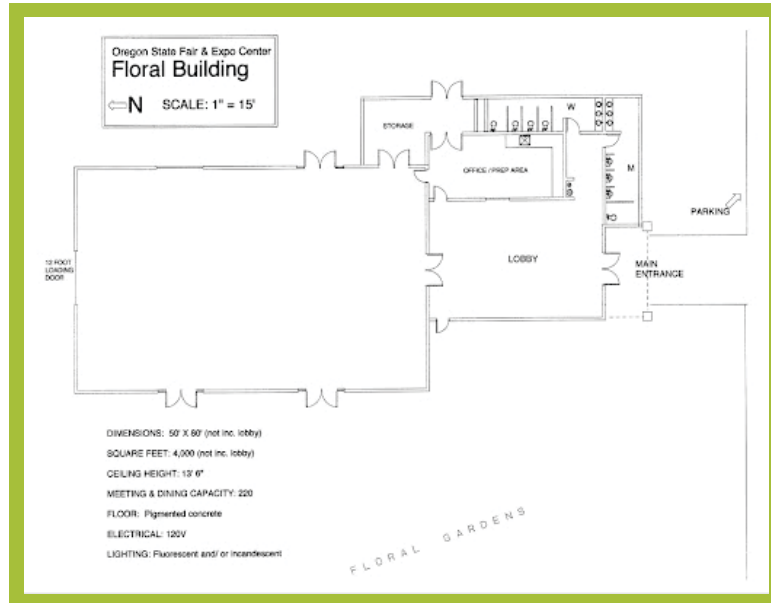 Oregon State Fair & Expo Center
Floral Building
N SCALE: 1" = 15'
W
STORAGE
OFFICE / PREP AREA
M
PARKING
LOBBY
MAIN
ENTRANCE
12 FOOT
LOADING
DOOR
DIMENSIONS: 50' X 80' (not inc. lobby)
SQUARE FEET: 4,000 (not inc. lobby)
CEILING HEIGHT: 13' 6"
MEETING & DINING CAPACITY: 220
FLOOR: Pigmented concrete
ELECTRICAL: 120V
LIGHTING: Fluorescent and/ or incandescent
FLORAL GARDENS